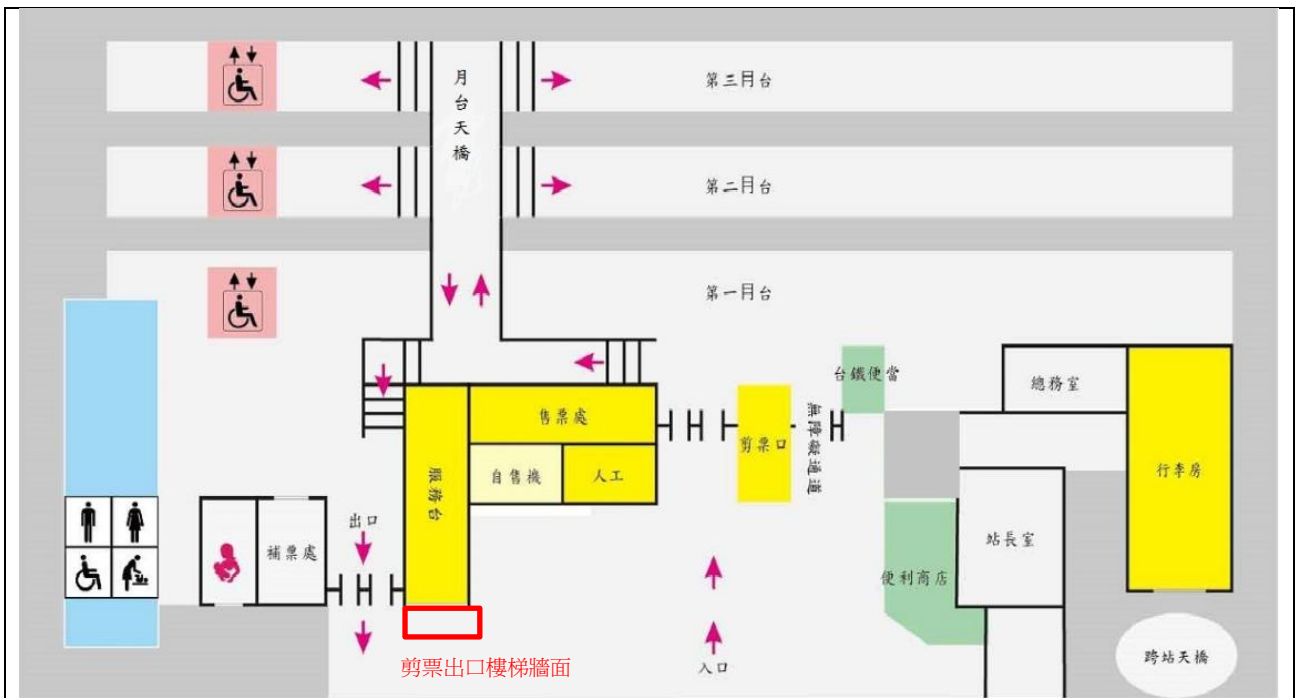 第三月台
月台天橋
第二月台
第一月台
台鐵便當
總務室
售票處
剪票口
無障礙通道
行李房
服務台
自售機
人工
出口
補票處
站長室
便利商店
剪票出口樓梯牆面
入口
跨站天橋